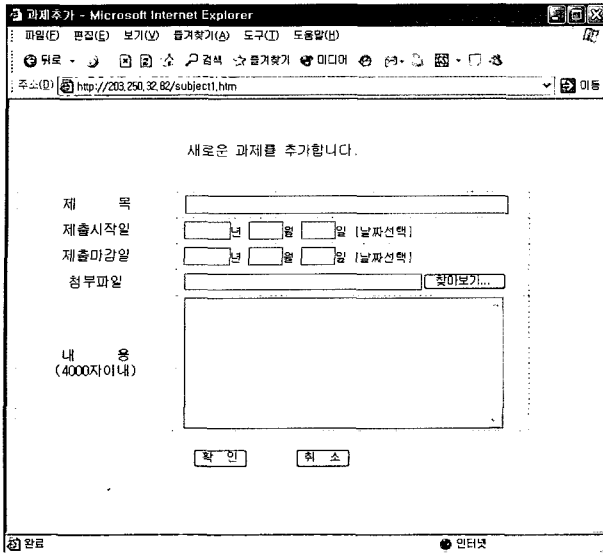 과제추가 - Microsoft Internet Explorer
파일(F) 편집(E) 보기(V) 즐겨찾기(A) 도구(T) 도움말(H)
뒤로 검색 즐겨찾기 미디어
주소(D) http://203,250,32,82/subject1,htm 이동
새로운 과제를 추가합니다.
제 목
제출시작일 년 월 일 [날짜선택]
제출마감일 년 월 일 [날짜선택]
첨부파일 찾아보기...
내 용
(4000자이내)
확 인 취 소
완료 인터넷